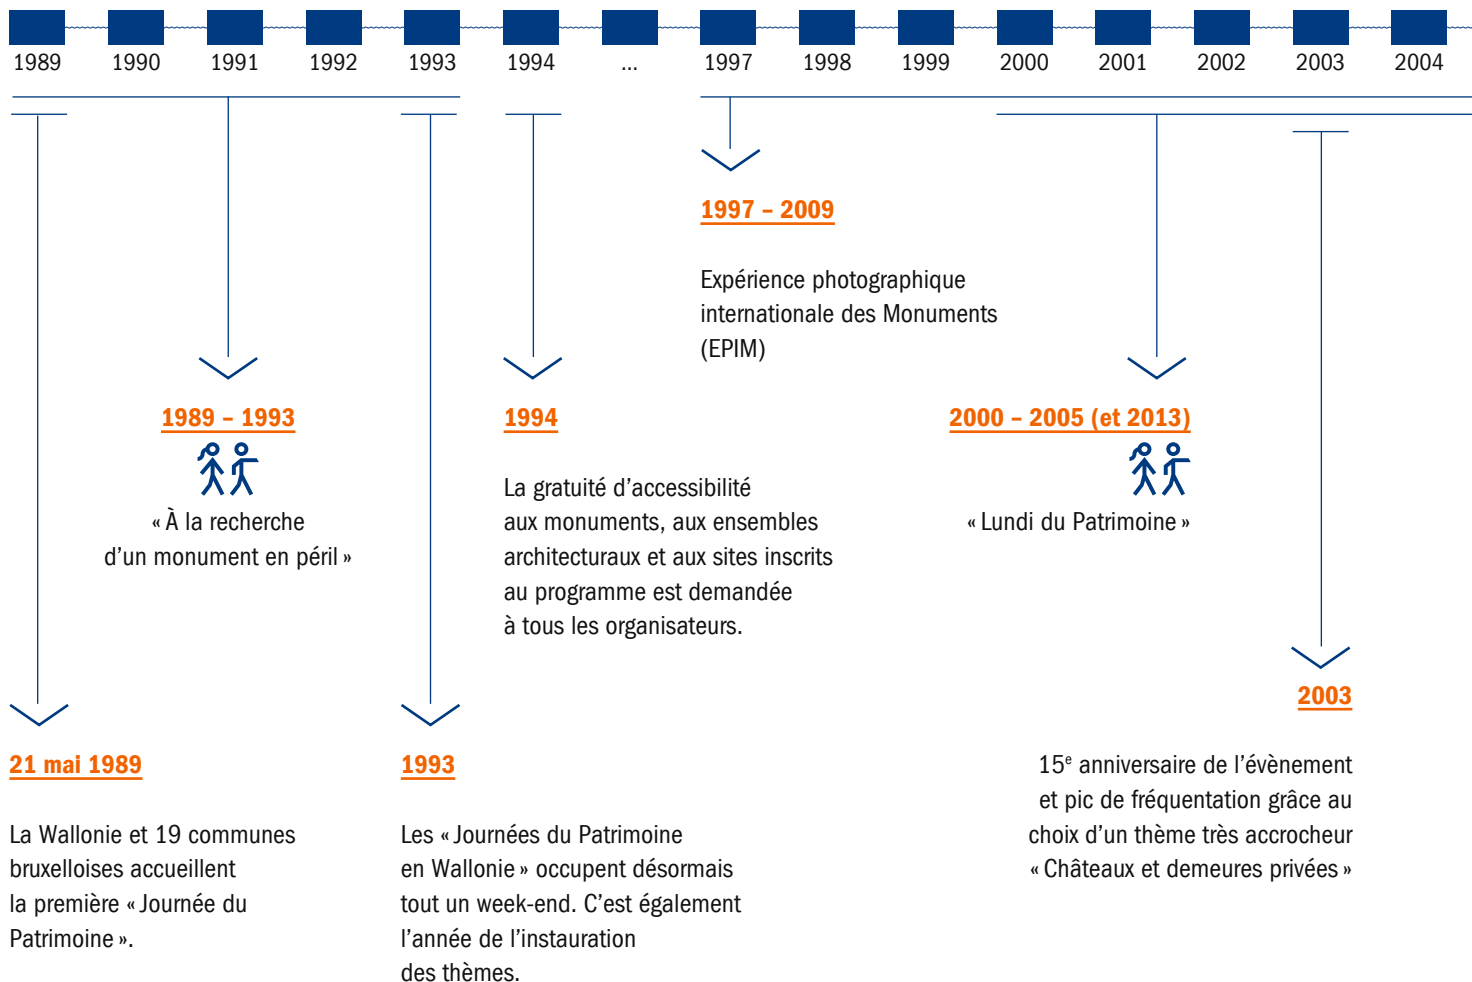 1989 1990 1991 1992 1993 1994 ... 1997 1998 1999 2000 2001 2002 2003 2004
1997 – 2009
Expérience photographique
internationale des Monuments
(EPIM)
1989 – 1993
« À la recherche
d’un monument en péril »
1994
La gratuité d’accessibilité
aux monuments, aux ensembles
architecturaux et aux sites inscrits
au programme est demandée
à tous les organisateurs.
2000 – 2005 (et 2013)
« Lundi du Patrimoine »
21 mai 1989
La Wallonie et 19 communes
bruxelloises accueillent
la première « Journée du
Patrimoine ».
1993
Les « Journées du Patrimoine
en Wallonie » occupent désormais
tout un week-end. C’est également
l’année de l’instauration
des thèmes.
2003
15e anniversaire de l’évènement
et pic de fréquentation grâce au
choix d’un thème très accrocheur
« Châteaux et demeures privées »